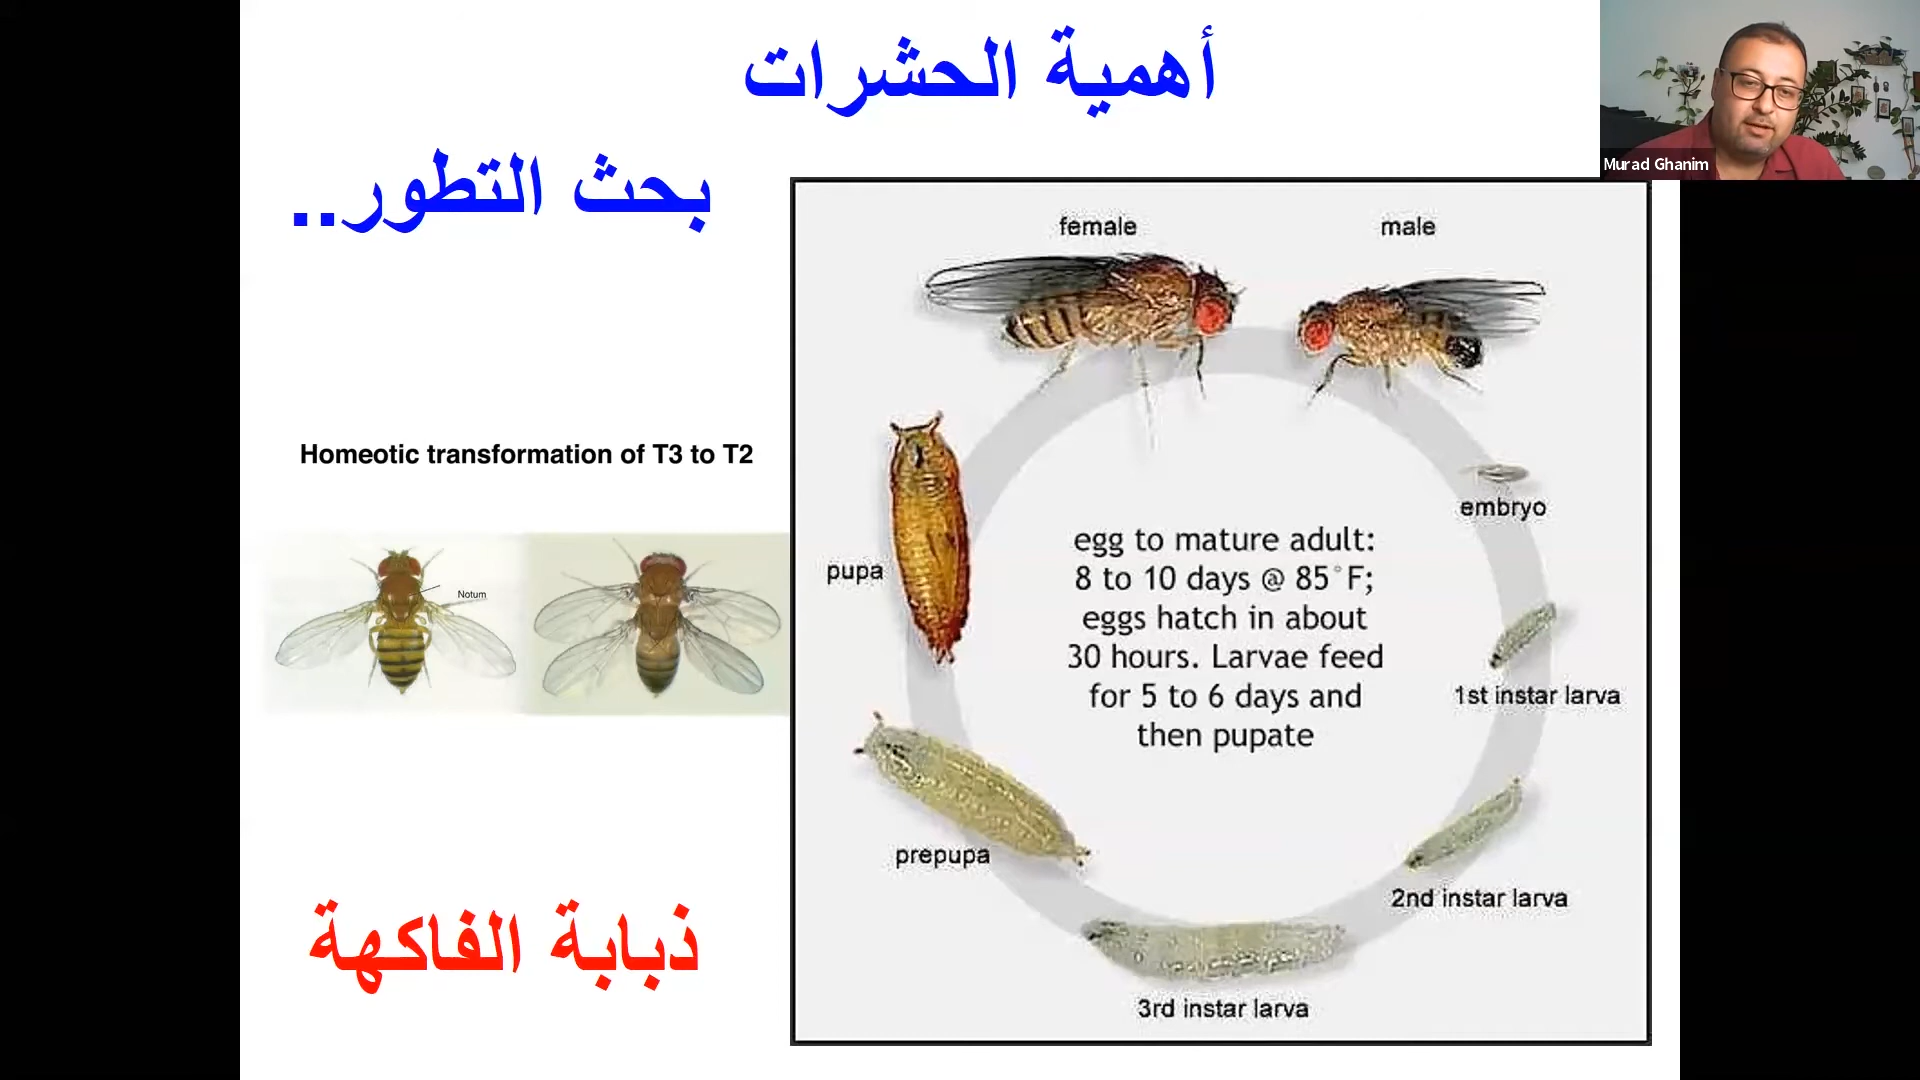 أهمية الحشرات
بحث التطور..
Murad Ghanim
female
male
Homeotic transformation of T3 to T2
Notum
embryo
egg to mature adult:
8 to 10 days @ 85°F;
eggs hatch in about
30 hours. Larvae feed
for 5 to 6 days and
then pupate
pupa
1st instar larva
prepupa
2nd instar larva
3rd instar larva
ذبابة الفاكهة